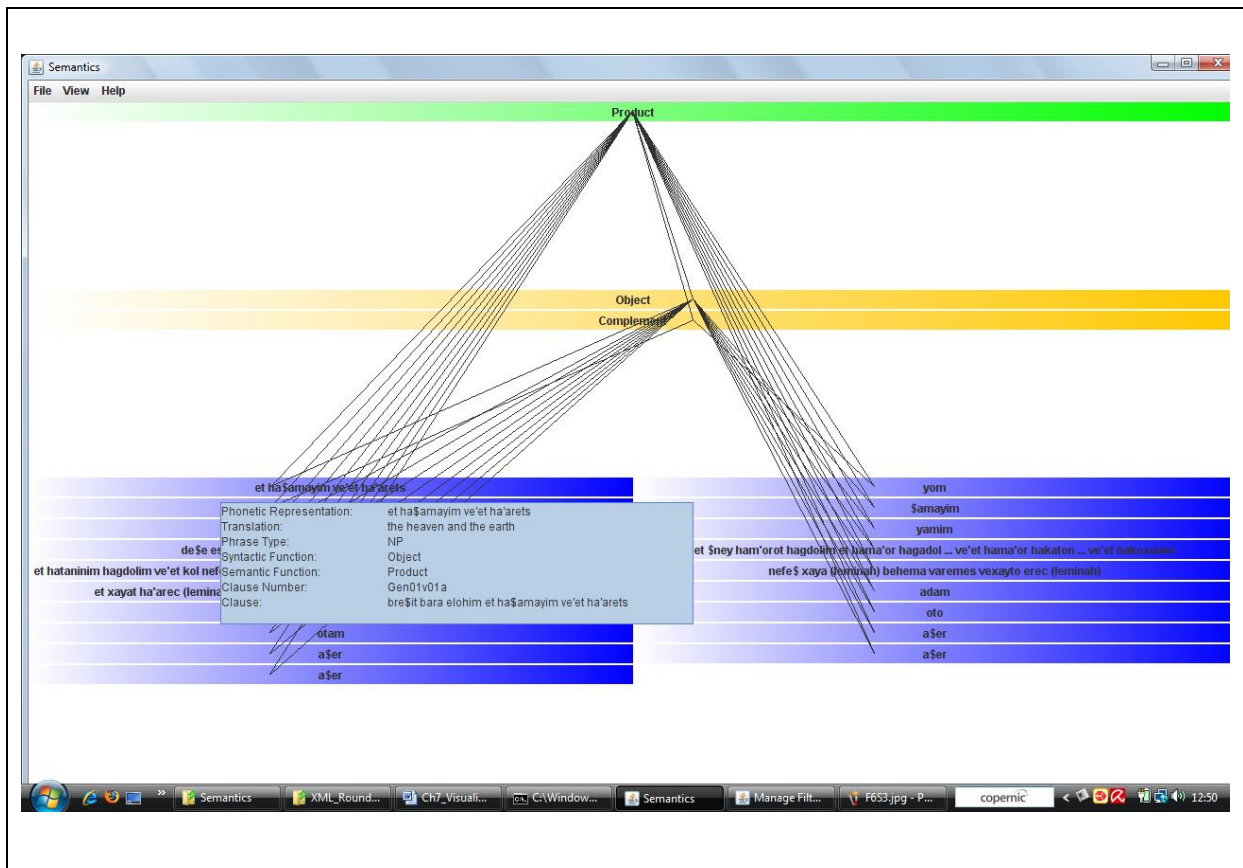 Semantics
File View Help
Product
Object
Complement
et ha$amayim ve'et ha'arets
yom
$amayim
yamim
de$e es
et $ney ham'orot hagdolim et hama'or hagadol ... ve'et hama'or hakaton ... ve'et hakoxavim
et hataninim hagdolim ve'et kol nef
nefe$ xaya (leminah) behema varemes vexayto erec (leminah)
et xayat ha'arec (lemina
adam
oto
otam
a$er
a$er
a$er
a$er
Phonetic Representation: et ha$amayim ve'et ha'arets
Translation: the heaven and the earth
Phrase Type: NP
Syntactic Function: Object
Semantic Function: Product
Clause Number: Gen01v01a
Clause: bre$it bara elohim et ha$amayim ve'et ha'arets
Semantics XML_Round... Ch7_Visuali... C:\Window... Semantics Manage Filt... F6S3.jpg - P... copernic 12:50